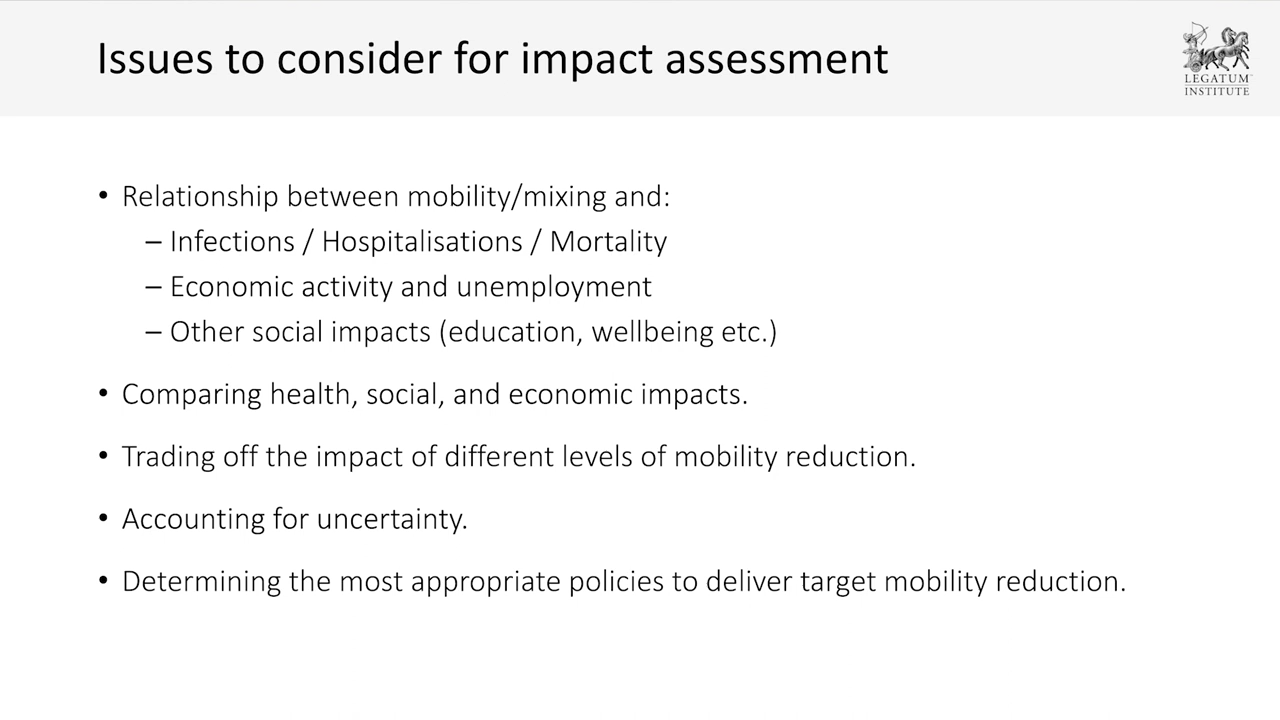 Issues to consider for impact assessment
LEGATUM
INSTITUTE
• Relationship between mobility/mixing and:
– Infections / Hospitalisations / Mortality
– Economic activity and unemployment
– Other social impacts (education, wellbeing etc.)
• Comparing health, social, and economic impacts.
• Trading off the impact of different levels of mobility reduction.
• Accounting for uncertainty.
• Determining the most appropriate policies to deliver target mobility reduction.